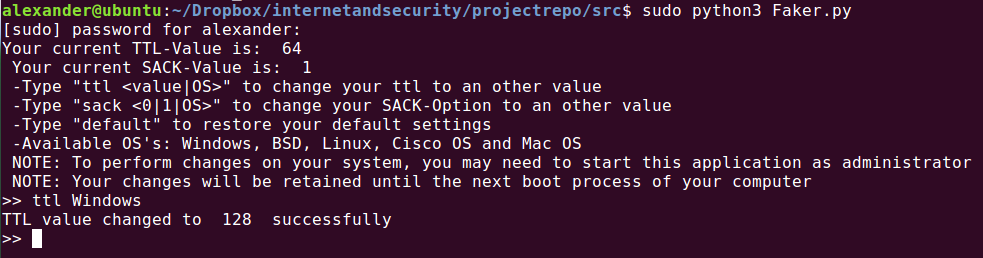 alexander@ubuntu:~/Dropbox/internetandsecurity/projectrepo/src$ sudo python3 Faker.py
[sudo] password for alexander:
Your current TTL-Value is:  64
 Your current SACK-Value is:  1
 -Type "ttl <value|OS>" to change your ttl to an other value
 -Type "sack <0|1|OS>" to change your SACK-Option to an other value
 -Type "default" to restore your default settings
 -Available OS's: Windows, BSD, Linux, Cisco OS and Mac OS
 NOTE: To perform changes on your system, you may need to start this application as administrator
 NOTE: Your changes will be retained until the next boot process of your computer
>> ttl Windows
TTL value changed to  128  successfully
>>